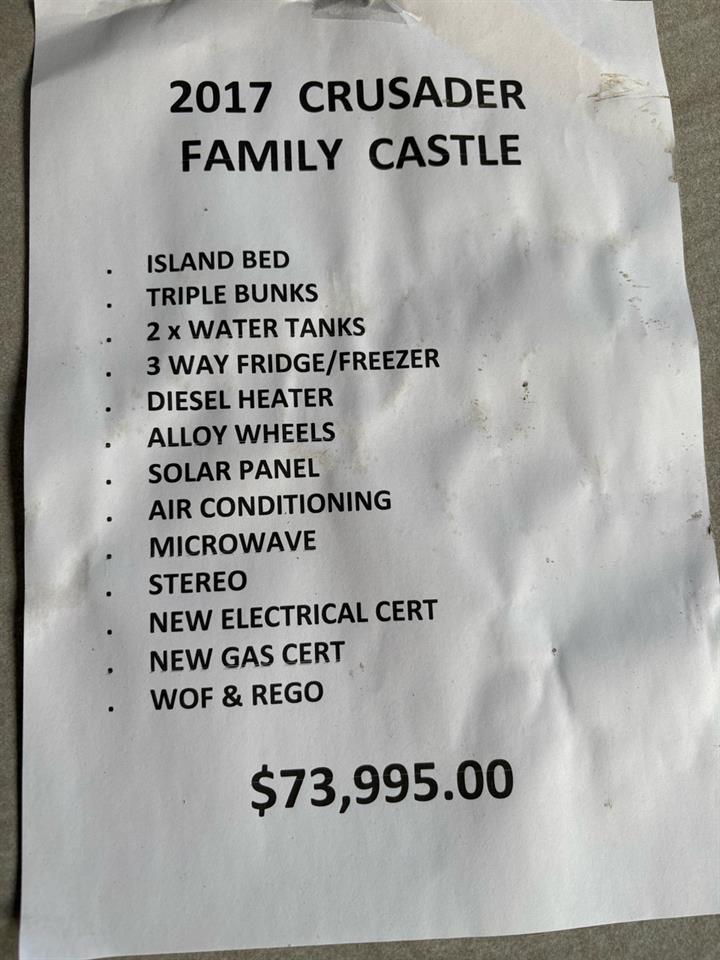 2017 CRUSADER
FAMILY CASTLE
. ISLAND BED
. TRIPLE BUNKS
. 2 x WATER TANKS
. 3 WAY FRIDGE/FREEZER
. DIESEL HEATER
. ALLOY WHEELS
. SOLAR PANEL
. AIR CONDITIONING
. MICROWAVE
. STEREO
. NEW ELECTRICAL CERT
. NEW GAS CERT
. WOF & REGO
$73,995.00